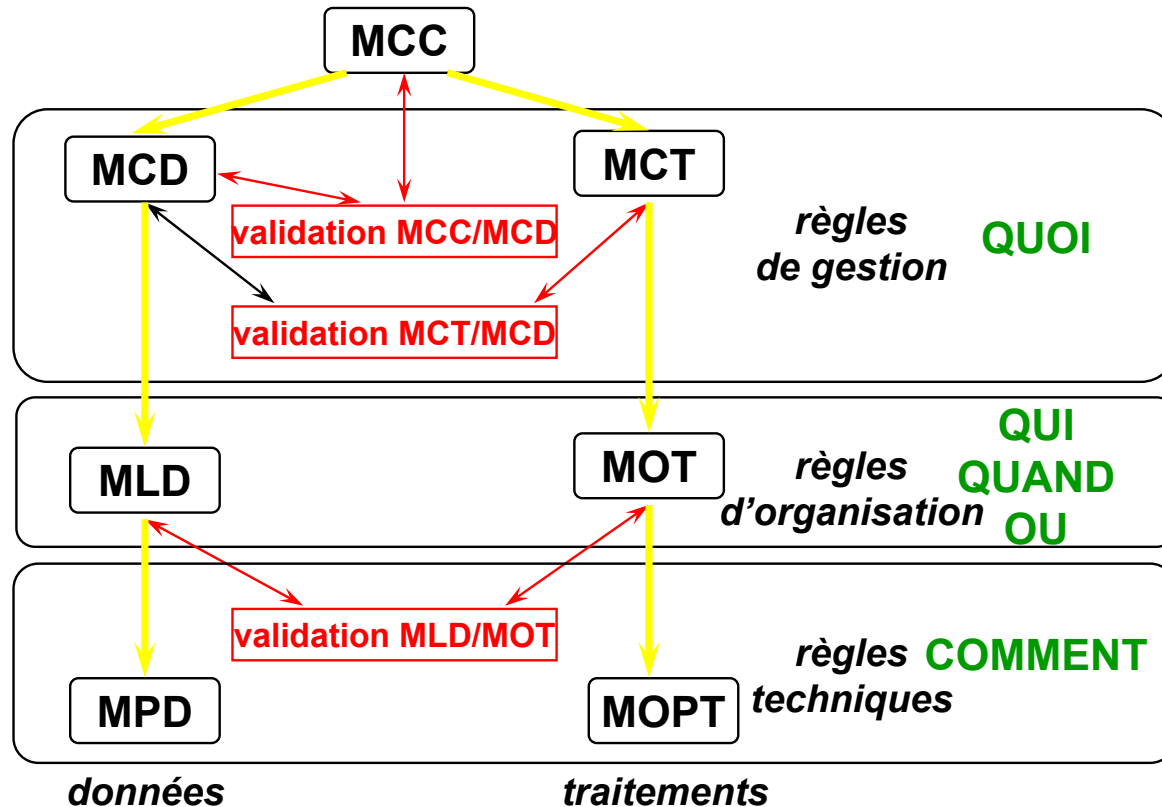 MCC
MCD
MCT
validation MCC/MCD
règles
de gestion
QUOI
validation MCT/MCD
MLD
MOT
règles
d’organisation
QUI
QUAND
OU
validation MLD/MOT
règles
techniques
COMMENT
MPD
MOPT
données
traitements